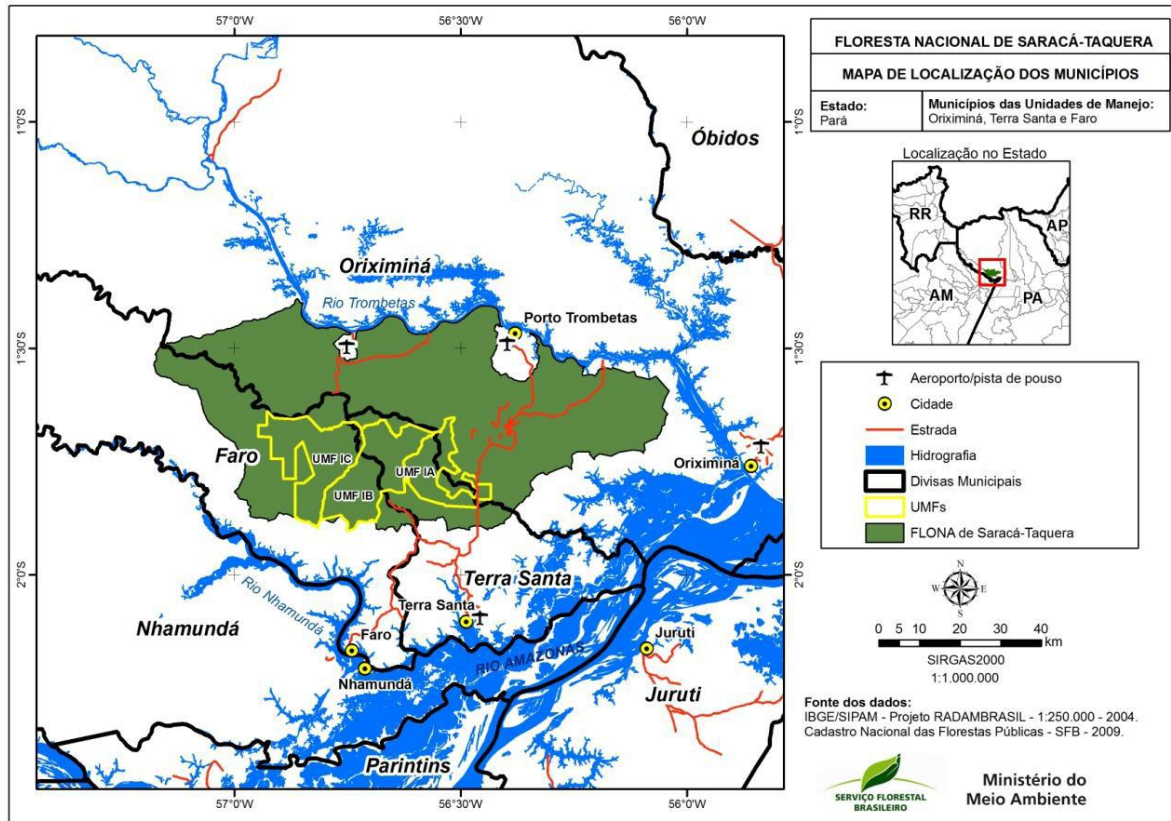 57°0'W
56°30'W
56°0'W
1°0'S
1°30'S
2°0'S
Óbidos
Oriximiná
Rio Trombetas
Porto Trombetas
Faro
UMF IC
UMF IA
UMF IB
Oriximiná
Rio Nhamundá
Nhamundá
Terra Santa
Terra Santa
Faro
Nhamundá
RIO AMAZONAS
Juruti
Juruti
Parintins
57°0'W
56°30'W
56°0'W
1°0'S
1°30'S
2°0'S
FLORESTA NACIONAL DE SARACÁ-TAQUERA
MAPA DE LOCALIZAÇÃO DOS MUNICÍPIOS
Estado:
Pará
Municípios das Unidades de Manejo:
Oriximiná, Terra Santa e Faro
Localização no Estado
RR
AP
AM
PA
Aeroporto/pista de pouso
Cidade
Estrada
Hidrografia
Divisas Municipais
UMFs
FLONA de Saracá-Taquera
N
W
E
S
0 5 10 20 30 40
km
SIRGAS2000
1:1.000.000
Fonte dos dados:
IBGE/SIPAM - Projeto RADAMBRASIL - 1:250.000 - 2004.
Cadastro Nacional das Florestas Públicas - SFB - 2009.
SERVIÇO FLORESTAL
BRASILEIRO
Ministério do
Meio Ambiente